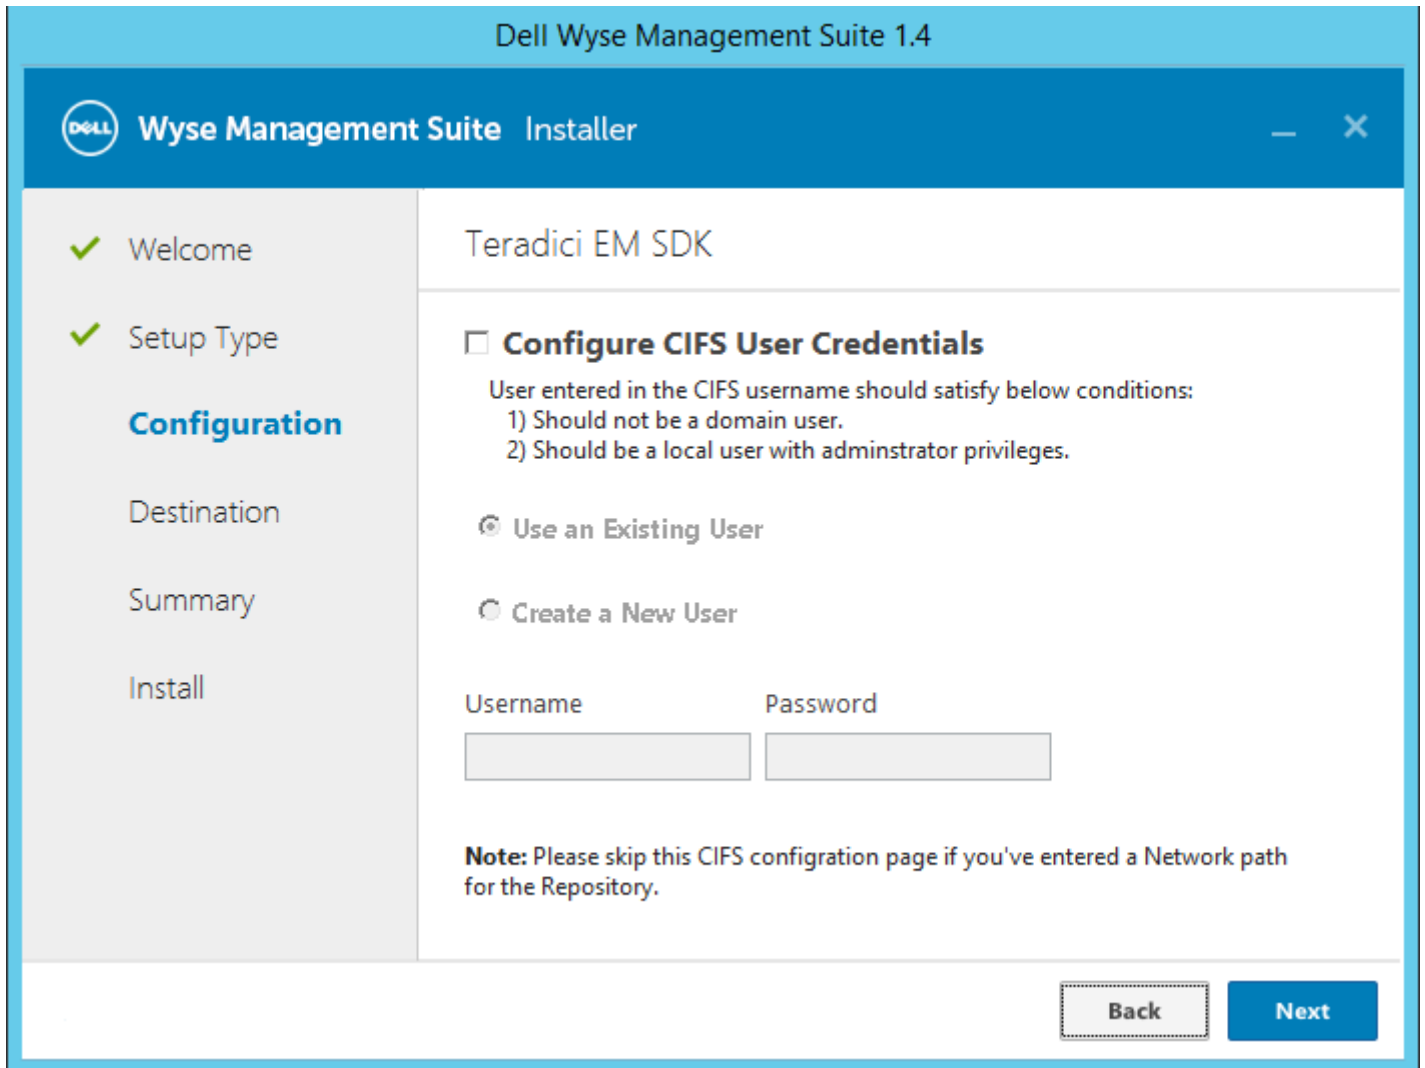 Dell Wyse Management Suite 1.4
DELL Wyse Management Suite Installer
Welcome
Setup Type
Configuration
Destination
Summary
Install
Teradici EM SDK
Configure CIFS User Credentials
User entered in the CIFS username should satisfy below conditions:
1) Should not be a domain user.
2) Should be a local user with adminstrator privileges.
Use an Existing User
Create a New User
Username Password
Note: Please skip this CIFS configration page if you've entered a Network path
for the Repository.
Back Next